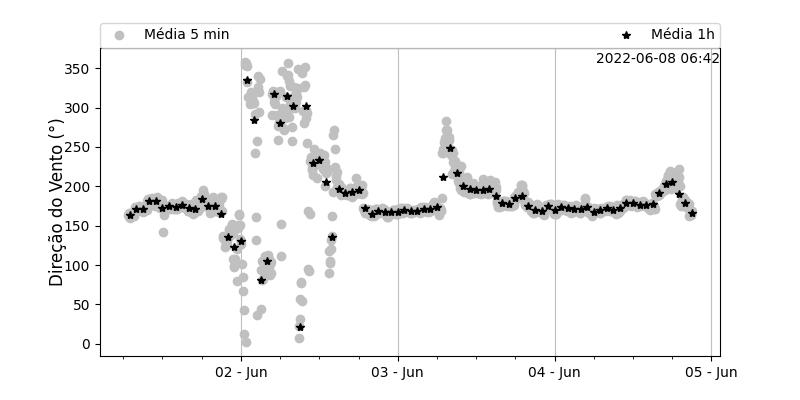 Média 5 min
Média 1h
2022-06-08 06:42
Direção do Vento (°)
350
300
250
200
150
100
50
0
02 - Jun
03 - Jun
04 - Jun
05 - Jun